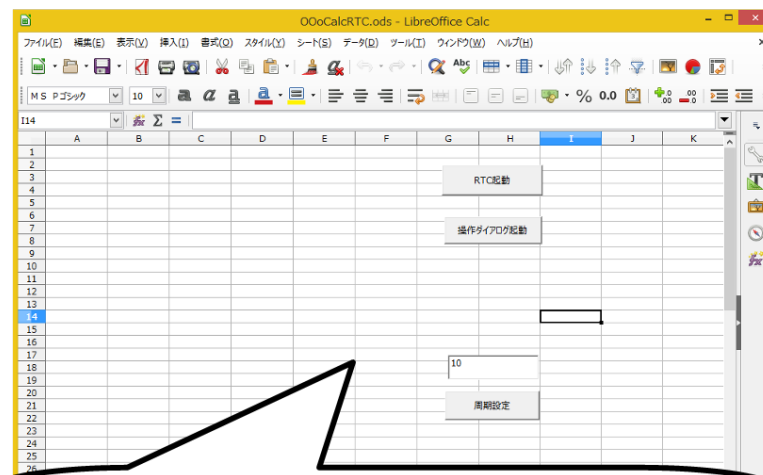 OOoCalcRTC.ods - LibreOffice Calc
ファイル(F) 編集(E) 表示(V) 挿入(I) 書式(O) スタイル(Y) シート(S) データ(D) ツール(T) ウィンドウ(W) ヘルプ(H)
Abc
MS Pゴシック 10 a a a a % 0.0
I14 fx Σ =
A B C D E F G H I J K
1
2
3 RTC起動
4
5
6
7 操作ダイアログ起動
8
9
10
11
12
13
14
15
16
17
18 10
19
20
21 周期設定
22
23
24
25
26